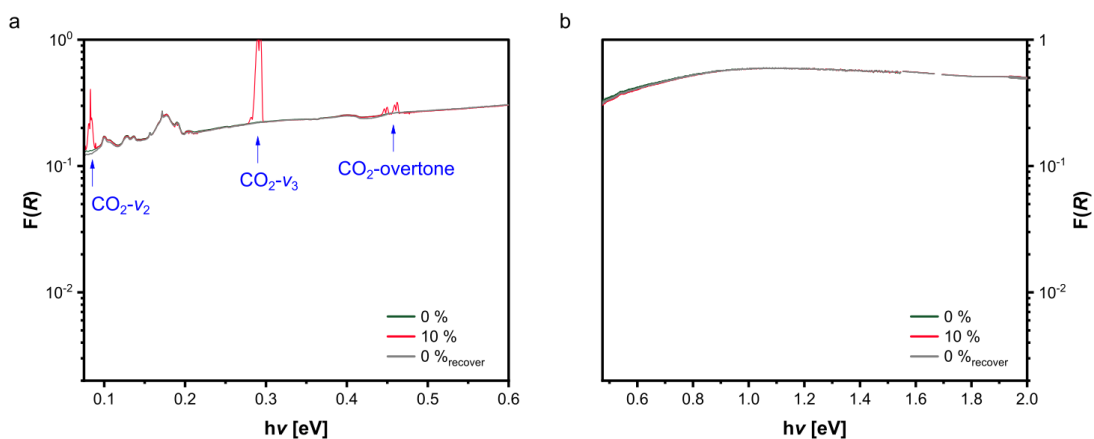 a
b
10⁰
10⁻¹
10⁻²
F(R)
CO₂-ν₂
CO₂-ν₃
CO₂-overtone
0 %
10 %
0 %recover
0.1 0.2 0.3 0.4 0.5 0.6
hν [eV]
1
10⁻¹
10⁻²
F(R)
0 %
10 %
0 %recover
0.6 0.8 1.0 1.2 1.4 1.6 1.8 2.0
hν [eV]